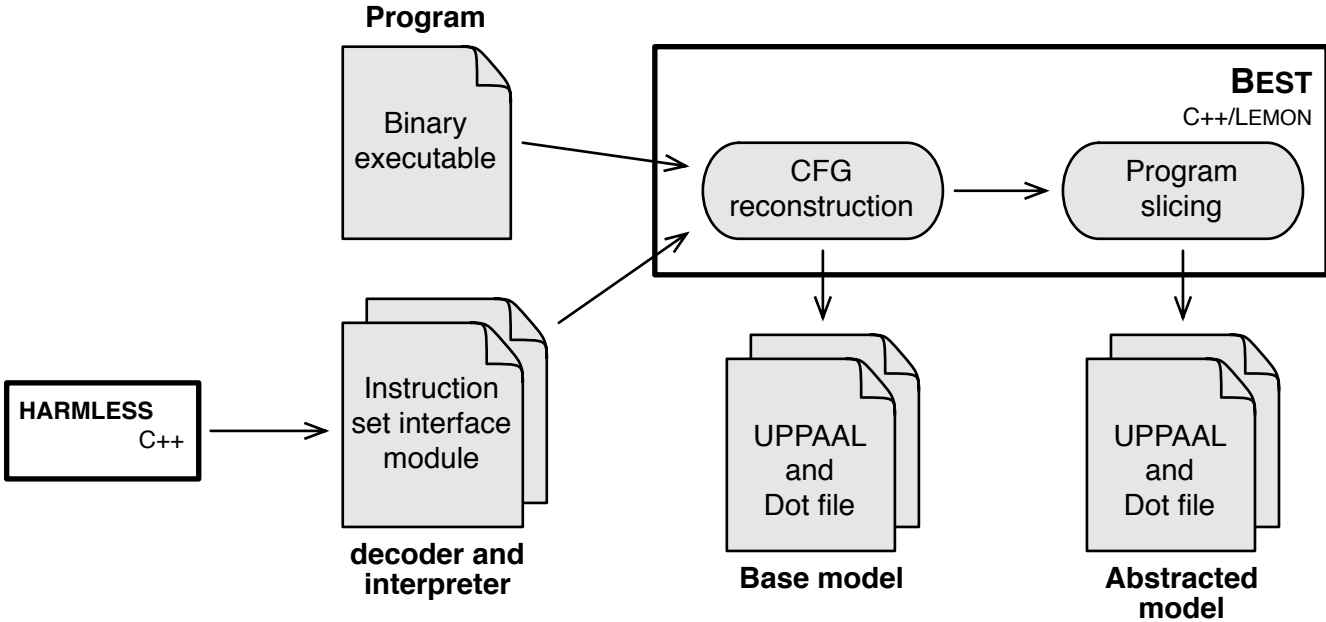 Program
Binary
executable
BEST
C++/LEMON
CFG
reconstruction
Program
slicing
HARMLESS
C++
Instruction
set interface
module
decoder and
interpreter
UPPAAL
and
Dot file
Base model
UPPAAL
and
Dot file
Abstracted
model